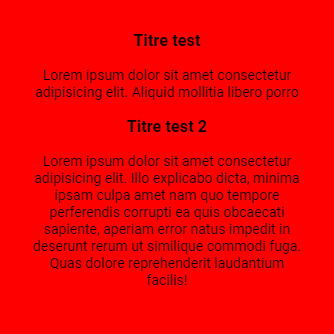 Titre test
Lorem ipsum dolor sit amet consectetur
adipisicing elit. Aliquid mollitia libero porro
Titre test 2
Lorem ipsum dolor sit amet consectetur
adipisicing elit. Illo explicabo dicta, minima
ipsam culpa amet nam quo tempore
perferendis corrupti ea quis obcaecati
sapiente, aperiam error natus impedit in
deserunt rerum ut similique commodi fuga.
Quas dolore reprehenderit laudantium
facilis!